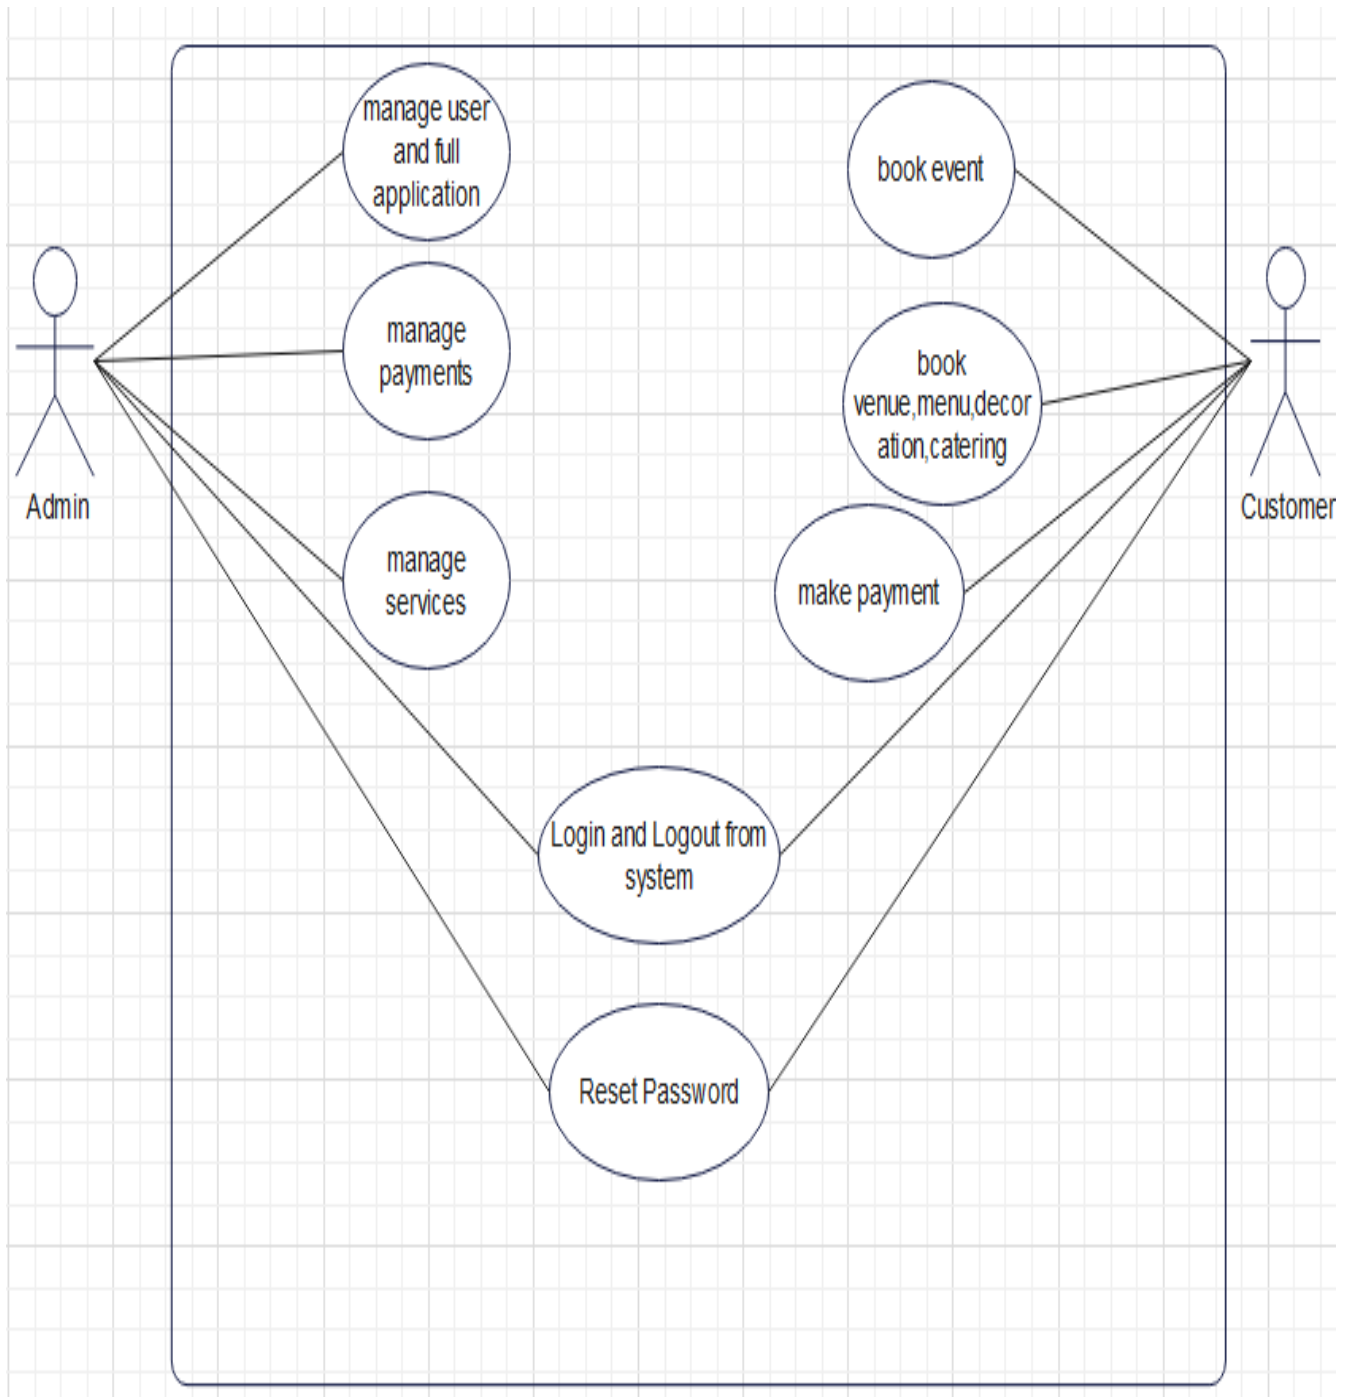 manage user
and full
application
book event
manage
payments
book
venue,menu,decor
ation,catering
Admin
Customer
manage
services
make payment
Login and Logout from
system
Reset Password